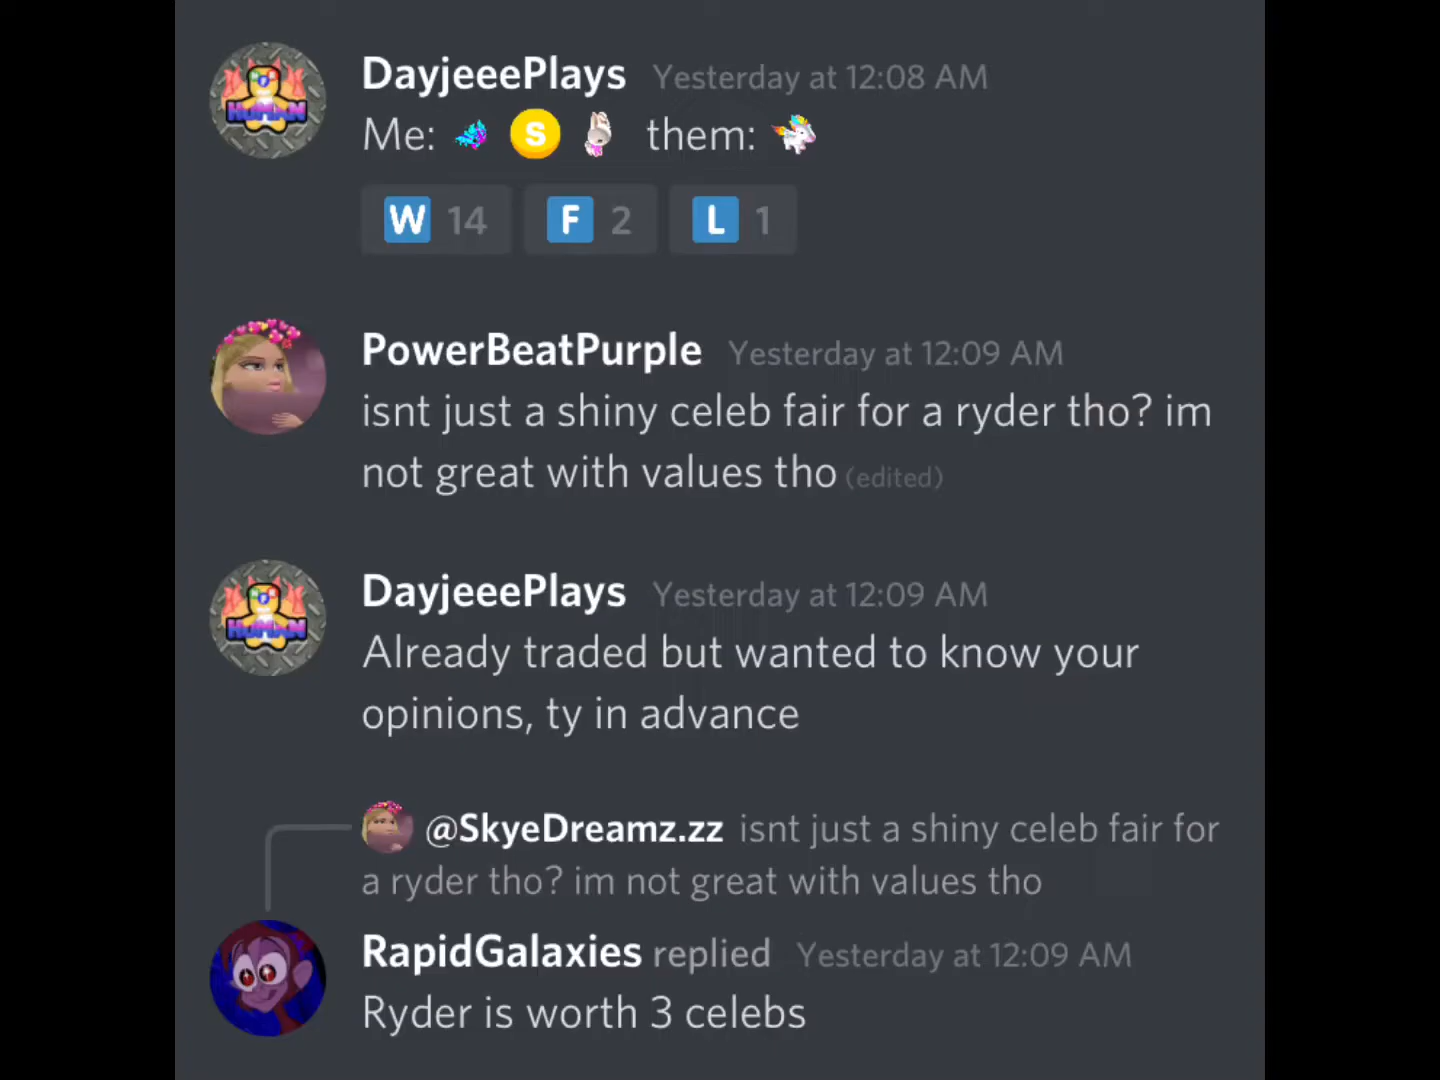 DayjeeePlays Yesterday at 12:08 AM
Me: S them:
W 14 F 2 L 1
PowerBeatPurple Yesterday at 12:09 AM
isnt just a shiny celeb fair for a ryder tho? im
not great with values tho (edited)
HUMAN
DayjeeePlays Yesterday at 12:09 AM
Already traded but wanted to know your
opinions, ty in advance
@SkyeDreamz.zz isnt just a shiny celeb fair for
a ryder tho? im not great with values tho
RapidGalaxies replied Yesterday at 12:09 AM
Ryder is worth 3 celebs